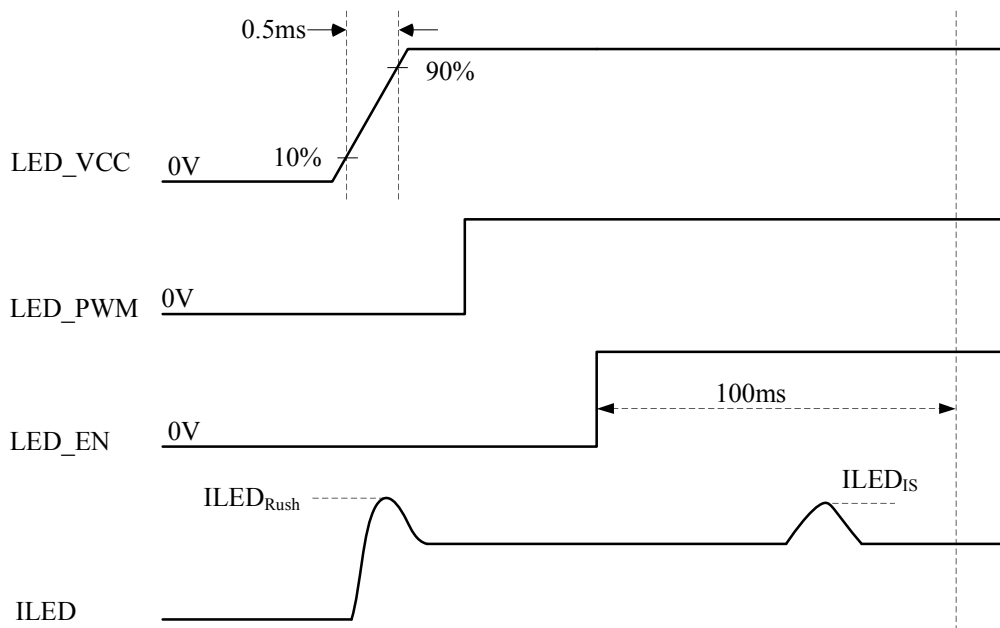 0.5ms
90%
10%
LED_VCC
0V
LED_PWM
0V
100ms
LED_EN
0V
ILEDRush
ILEDIS
ILED